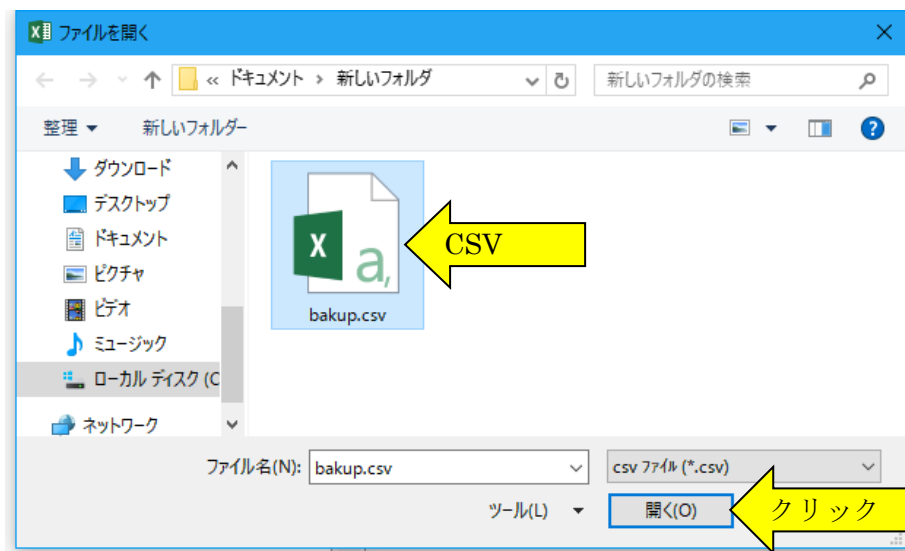 ファイルを開く
« ドキュメント › 新しいフォルダ
新しいフォルダの検索
整理
新しいフォルダー
ダウンロード
デスクトップ
ドキュメント
ピクチャ
ビデオ
ミュージック
ローカル ディスク (C
ネットワーク
CSV
bakup.csv
ファイル名(N):
bakup.csv
csv ファイル (*.csv)
ツール(L)
開く(O)
クリック